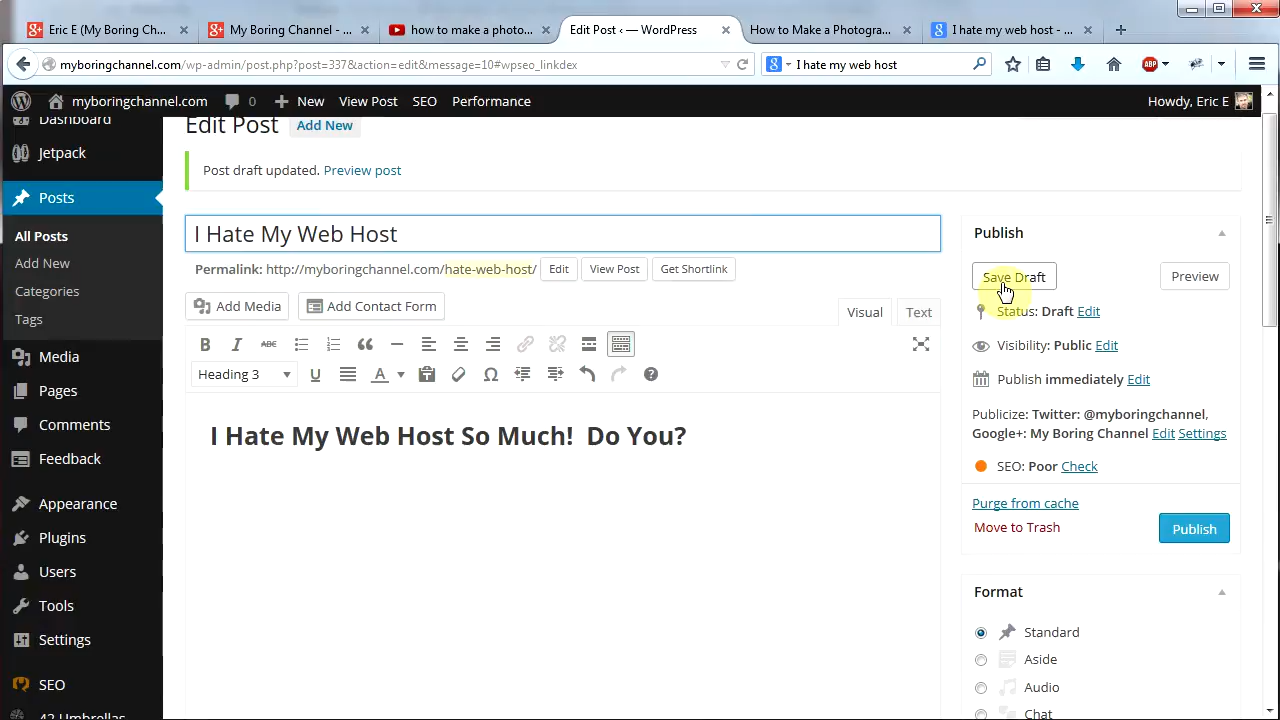 Eric E (My Boring Ch...
My Boring Channel - ...
how to make a photo...
Edit Post ‹ — WordPress
How to Make a Photogra...
I hate my web host - ...
myboringchannel.com/wp-admin/post.php?post=337&action=edit&message=10#wpseo_linkdex
I hate my web host
ABP
myboringchannel.com
0
New
View Post
SEO
Performance
Howdy, Eric E
Dashboard
Jetpack
Posts
All Posts
Add New
Categories
Tags
Media
Pages
Comments
Feedback
Appearance
Plugins
Users
Tools
Settings
SEO
42 Umbrellas
Edit Post Add New
Post draft updated. Preview post
I Hate My Web Host
Permalink: http://myboringchannel.com/hate-web-host/ Edit View Post Get Shortlink
Add Media Add Contact Form
Visual Text
B I ABC
Heading 3 U A
I Hate My Web Host So Much! Do You?
Publish
Save Draft Preview
Status: Draft Edit
Visibility: Public Edit
Publish immediately Edit
Publicize: Twitter: @myboringchannel,
Google+: My Boring Channel Edit Settings
SEO: Poor Check
Purge from cache
Move to Trash
Publish
Format
Standard
Aside
Audio
Chat